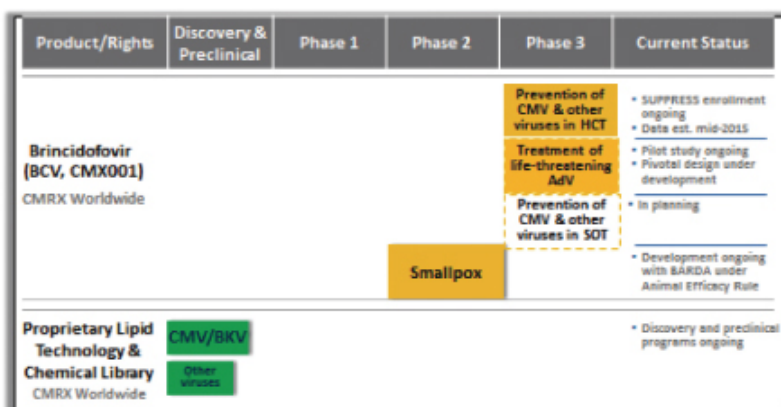 Product/Rights
Discovery &
Preclinical
Phase 1
Phase 2
Phase 3
Current Status
Brincidofovir
(BCV, CMX001)
CMRX Worldwide
Prevention of
CMV & other
viruses in HCT
• SUPPRESS enrollment
ongoing
• Data est. mid-2015
Treatment of
life-threatening
AdV
• Pilot study ongoing
• Pivotal design under
development
Prevention of
CMV & other
viruses in SOT
• In planning
Smallpox
• Development ongoing
with BARDA under
Animal Efficacy Rule
Proprietary Lipid
Technology &
Chemical Library
CMRX Worldwide
CMV/BKV
Other
viruses
• Discovery and preclinical
programs ongoing